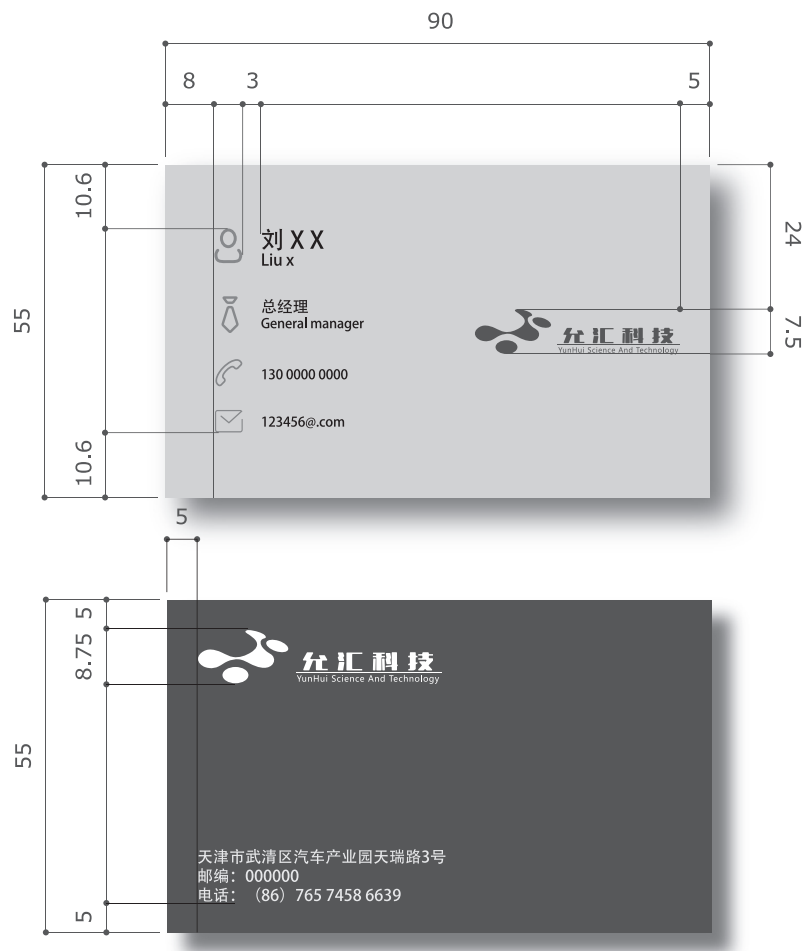 90
8
3
5
10.6
55
10.6
24
7.5
刘 X X
Liu x
总经理
General manager
130 0000 0000
123456@.com
允汇科技
YunHui Science And Technology
5
5
8.75
55
5
允汇科技
YunHui Science And Technology
天津市武清区汽车产业园天瑞路3号
邮编：000000
电话：（86）765 7458 6639